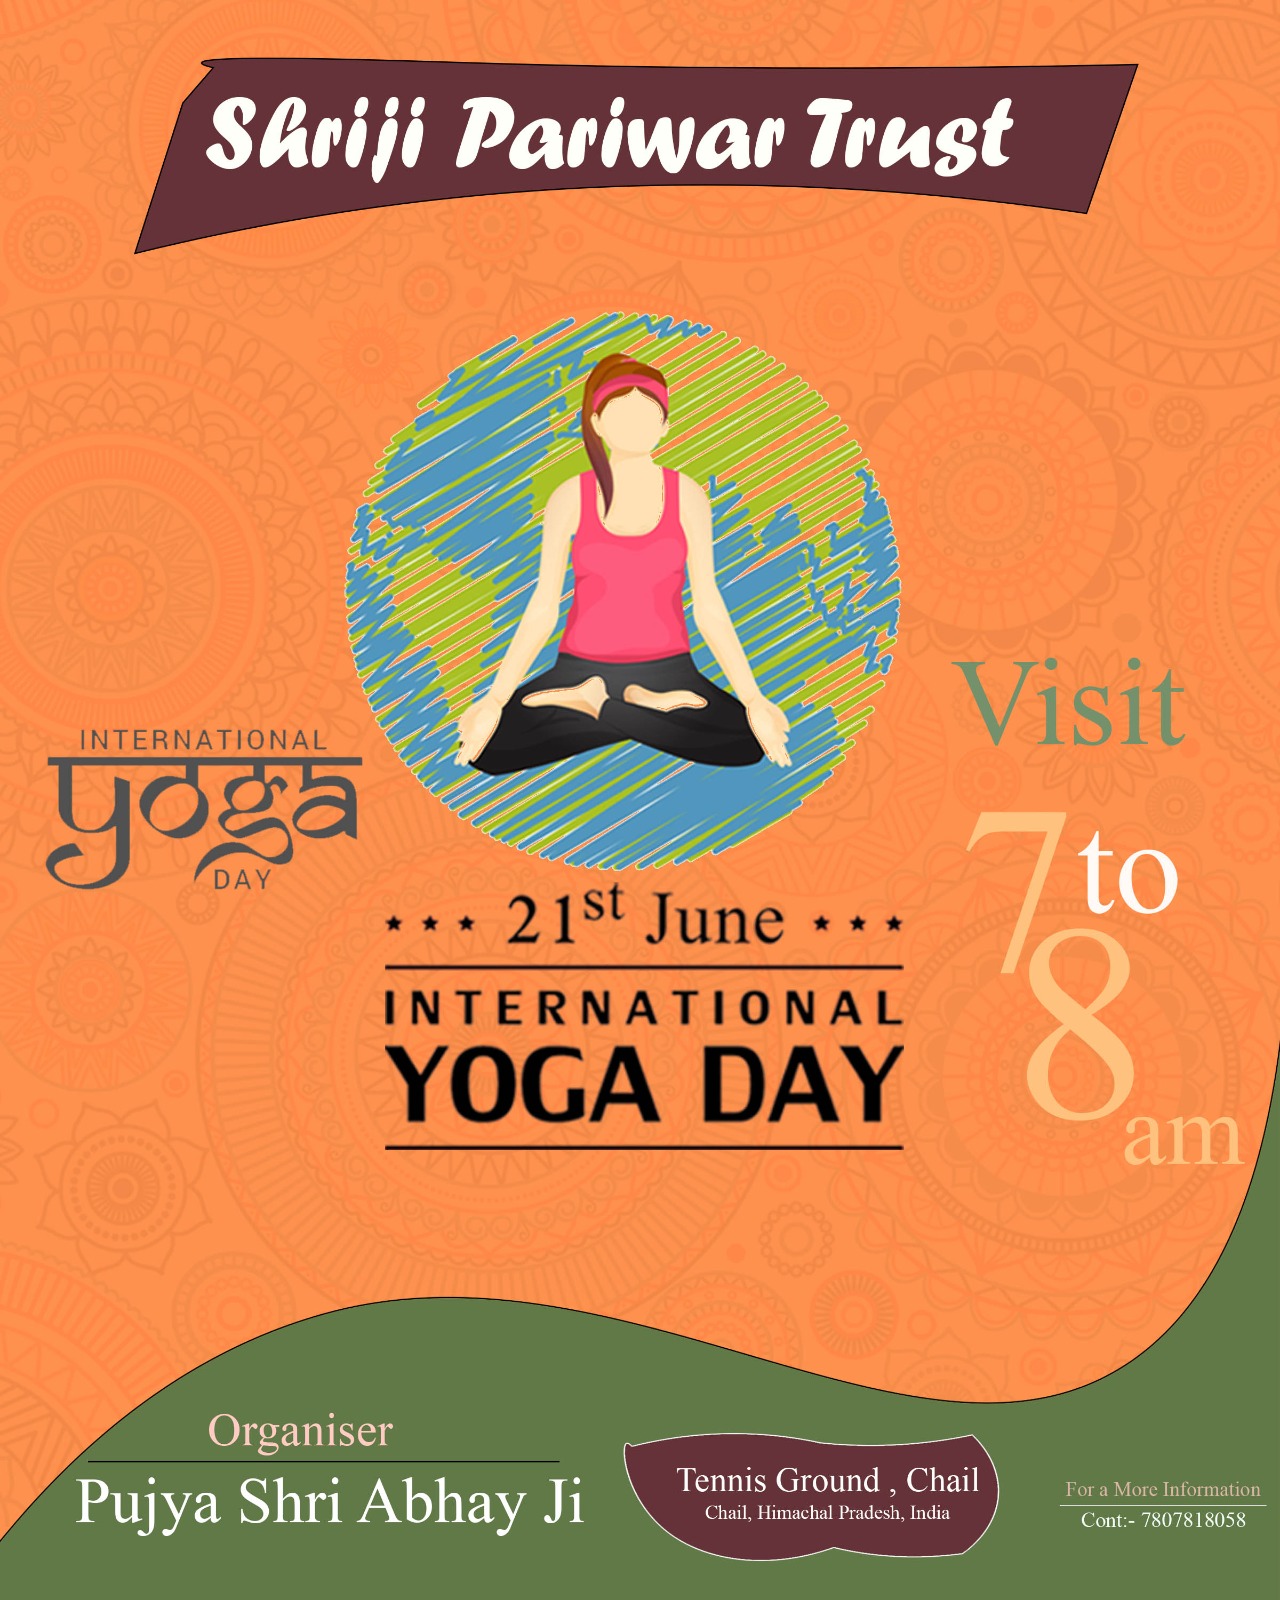 Shriji Pariwar Trust
INTERNATIONAL
yoga
DAY
21st June
INTERNATIONAL
YOGA DAY
Visit
7 to
8
am
Organiser
Pujya Shri Abhay Ji
Tennis Ground , Chail
Chail, Himachal Pradesh, India
For a More Information
Cont:- 7807818058